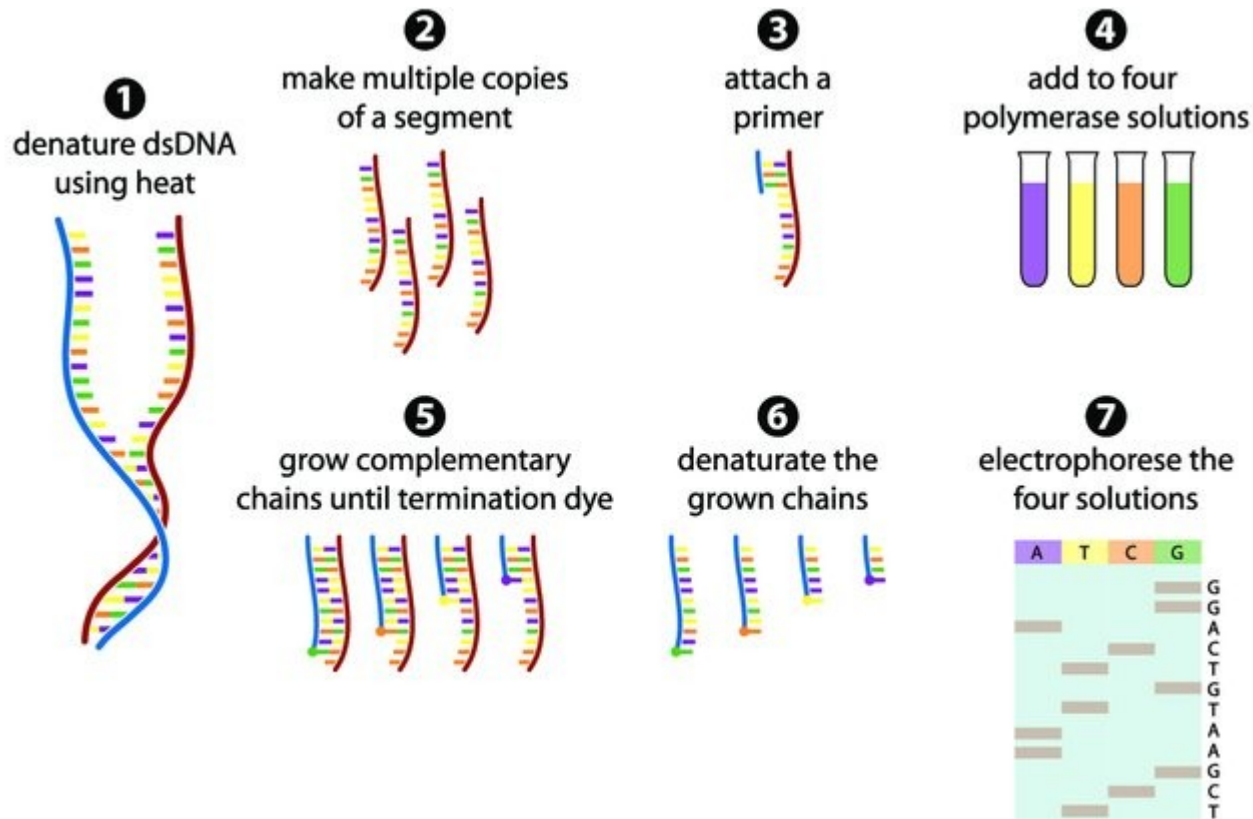 1
denature dsDNA
using heat
2
make multiple copies
of a segment
3
attach a
primer
4
add to four
polymerase solutions
5
grow complementary
chains until termination dye
6
denaturate the
grown chains
7
electrophorese the
four solutions
A T C G
G
G
A
C
T
G
T
A
A
G
C
T